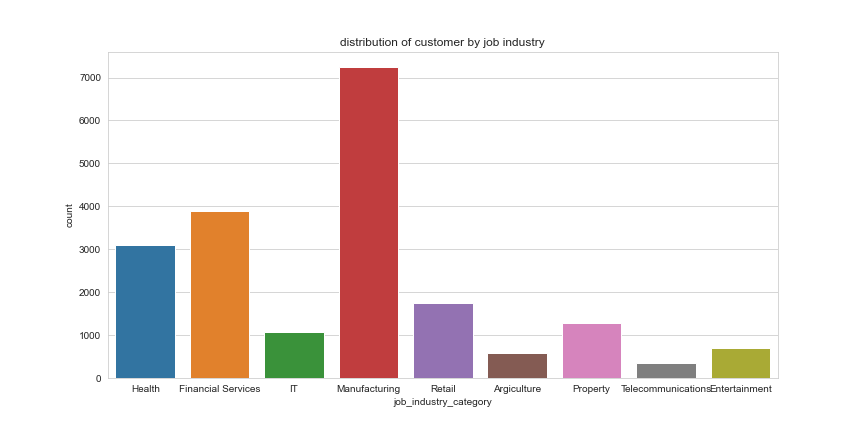 distribution of customer by job industry
7000
6000
5000
4000
3000
2000
1000
0
count
Health Financial Services IT Manufacturing Retail Argiculture Property Telecommunications Entertainment
job_industry_category